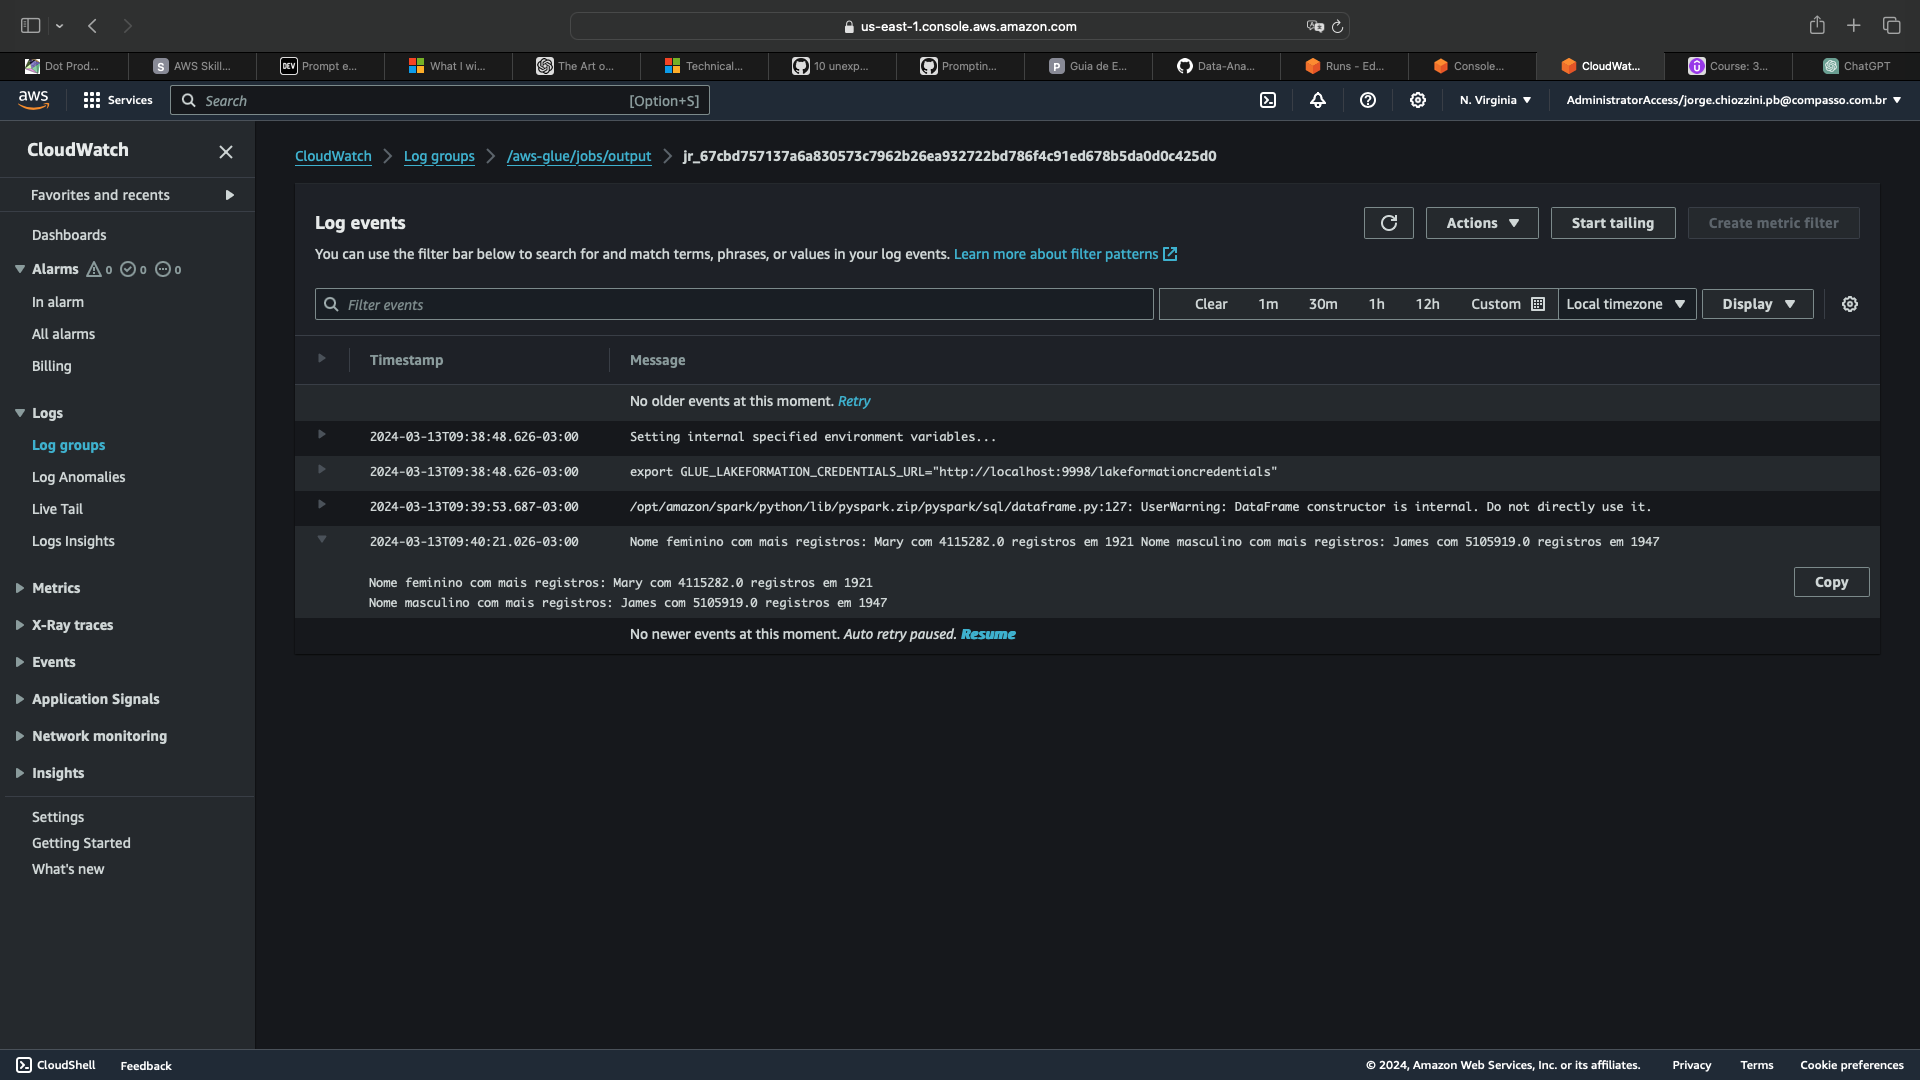 us-east-1.console.aws.amazon.com
Dot Prod...
S AWS Skill...
DEV Prompt e...
What I wi...
The Art o...
Technical...
10 unexp...
Promptin...
P Guia de E...
Data-Ana...
Runs - Ed...
Console...
CloudWat...
Course: 3...
ChatGPT
aws
Services
Search [Option+S]
N. Virginia
AdministratorAccess/jorge.chiozzini.pb@compasso.com.br
CloudWatch
Favorites and recents
Dashboards
Alarms 0 0 0
In alarm
All alarms
Billing
Logs
Log groups
Log Anomalies
Live Tail
Logs Insights
Metrics
X-Ray traces
Events
Application Signals
Network monitoring
Insights
Settings
Getting Started
What's new
CloudWatch > Log groups > /aws-glue/jobs/output > jr_67cbd757137a6a830573c7962b26ea932722bd786f4c91ed678b5da0d0c425d0
Log events
Actions
Start tailing
Create metric filter
You can use the filter bar below to search for and match terms, phrases, or values in your log events. Learn more about filter patterns
Filter events
Clear 1m 30m 1h 12h Custom
Local timezone
Display
Timestamp Message
No older events at this moment. Retry
2024-03-13T09:38:48.626-03:00 Setting internal specified environment variables...
2024-03-13T09:38:48.626-03:00 export GLUE_LAKEFORMATION_CREDENTIALS_URL="http://localhost:9998/lakeformationcredentials"
2024-03-13T09:39:53.687-03:00 /opt/amazon/spark/python/lib/pyspark.zip/pyspark/sql/dataframe.py:127: UserWarning: DataFrame constructor is internal. Do not directly use it.
2024-03-13T09:40:21.026-03:00 Nome feminino com mais registros: Mary com 4115282.0 registros em 1921 Nome masculino com mais registros: James com 5105919.0 registros em 1947
Nome feminino com mais registros: Mary com 4115282.0 registros em 1921
Nome masculino com mais registros: James com 5105919.0 registros em 1947
Copy
No newer events at this moment. Auto retry paused. Resume
CloudShell
Feedback
© 2024, Amazon Web Services, Inc. or its affiliates.
Privacy
Terms
Cookie preferences